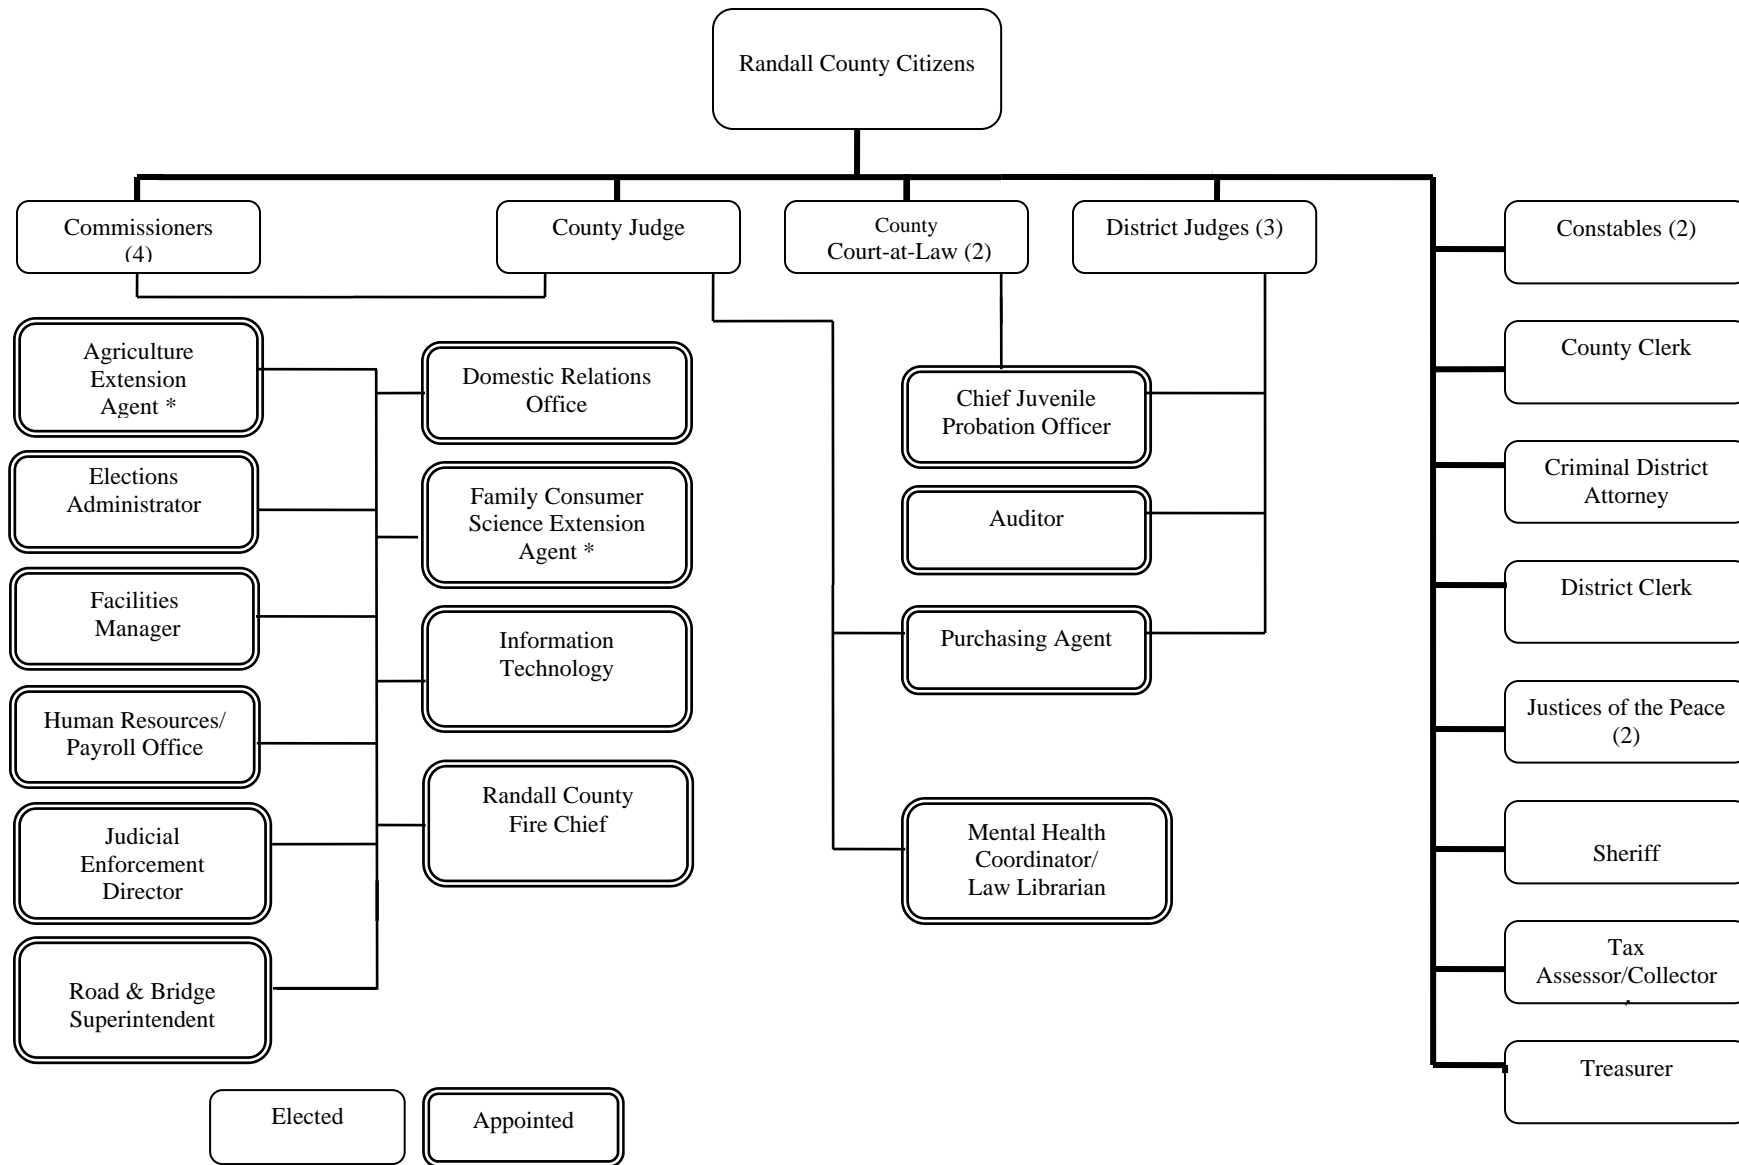 Randall County Citizens
Commissioners
(4)
County Judge
County
Court-at-Law (2)
District Judges (3)
Constables (2)
Agriculture
Extension
Agent *
Domestic Relations
Office
Chief Juvenile
Probation Officer
County Clerk
Elections
Administrator
Family Consumer
Science Extension
Agent *
Auditor
Criminal District
Attorney
Facilities
Manager
Information
Technology
Purchasing Agent
District Clerk
Human Resources/
Payroll Office
Randall County
Fire Chief
Justices of the Peace
(2)
Judicial
Enforcement
Director
Mental Health
Coordinator/
Law Librarian
Sheriff
Road & Bridge
Superintendent
Tax
Assessor/Collector
Treasurer
Elected
Appointed